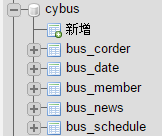 cybus
新增
bus_corder
bus_date
bus_member
bus_news
bus_schedule